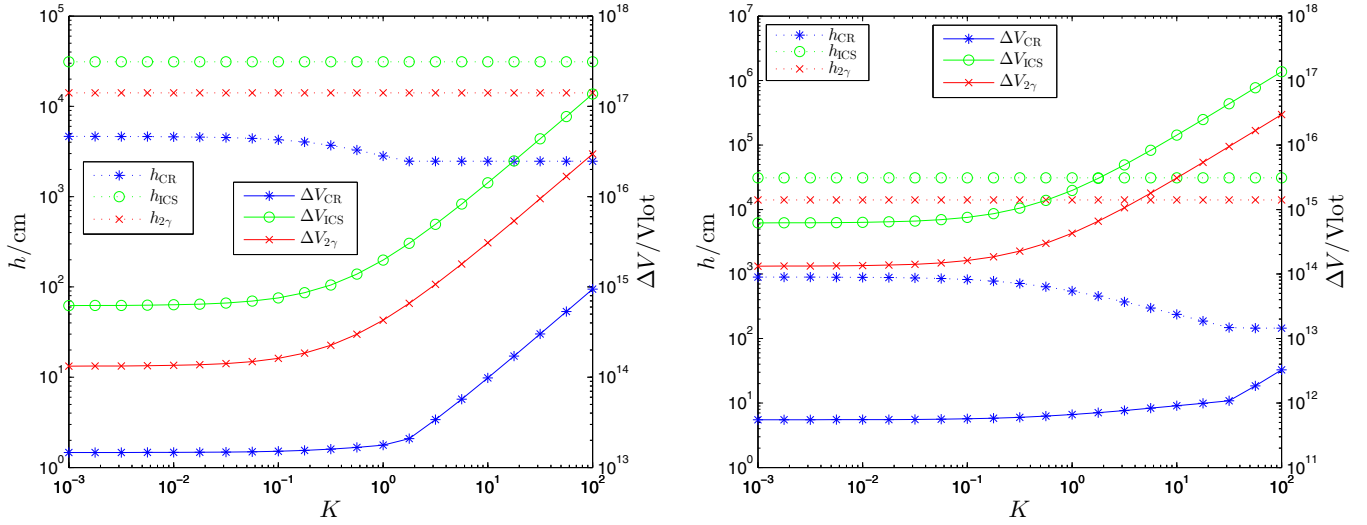 10^5
10^4
10^3
10^2
10^1
10^0
h/cm
h_CR
h_ICS
h_2γ
ΔV_CR
ΔV_ICS
ΔV_2γ
10^18
10^17
10^16
10^15
10^14
10^13
ΔV/Vlot
10^−3
10^−2
10^−1
10^0
10^1
10^2
K
10^7
10^6
10^5
10^4
10^3
10^2
10^1
10^0
h/cm
h_CR
h_ICS
h_2γ
ΔV_CR
ΔV_ICS
ΔV_2γ
10^18
10^17
10^16
10^15
10^14
10^13
10^12
10^11
ΔV/Vlot
10^−3
10^−2
10^−1
10^0
10^1
10^2
K